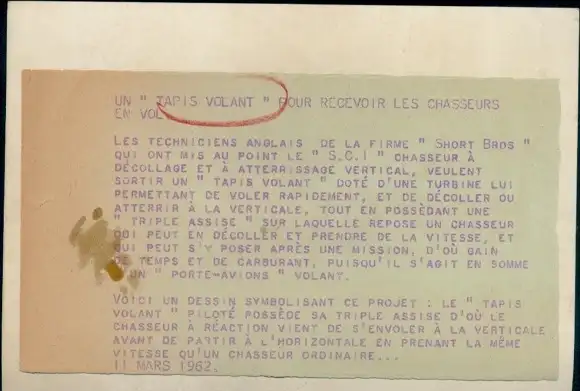 UN " TAPIS VOLANT " POUR RECEVOIR LES CHASSEURS
EN VOL
LES TECHNICIENS ANGLAIS DE LA FIRME " SHORT BROS "
QUI ONT MIS AU POINT LE " S.C.I " CHASSEUR À
DÉCOLLAGE ET À ATTERRISSAGE VERTICAL, VEULENT
SORTIR UN " TAPIS VOLANT " DOTÉ D'UNE TURBINE LUI
PERMETTANT DE VOLER RAPIDEMENT, ET DE DÉCOLLER OU
ATTERRIR À LA VERTICALE, TOUT EN POSSÉDANT UNE
" TRIPLE ASSISE " SUR LAQUELLE REPOSE UN CHASSEUR
QUI PEUT EN DÉCOLLER ET PRENDRE DE LA VITESSE, ET
QUI PEUT S'Y POSER APRÈS UNE MISSION, D'OÙ GAIN
DE TEMPS ET DE CARBURANT, PUISQU'IL S'AGIT EN SOMME
D'UN " PORTE-AVIONS " VOLANT.
VOICI UN DESSIN SYMBOLISANT CE PROJET : LE " TAPIS
VOLANT " PILOTÉ POSSÈDE SA TRIPLE ASSISE D'OÙ LE
CHASSEUR À RÉACTION VIENT DE S'ENVOLER À LA VERTICALE
AVANT DE PARTIR À L'HORIZONTALE EN PRENANT LA MÊME
VITESSE QU'UN CHASSEUR ORDINAIRE...
11 MARS 1962.